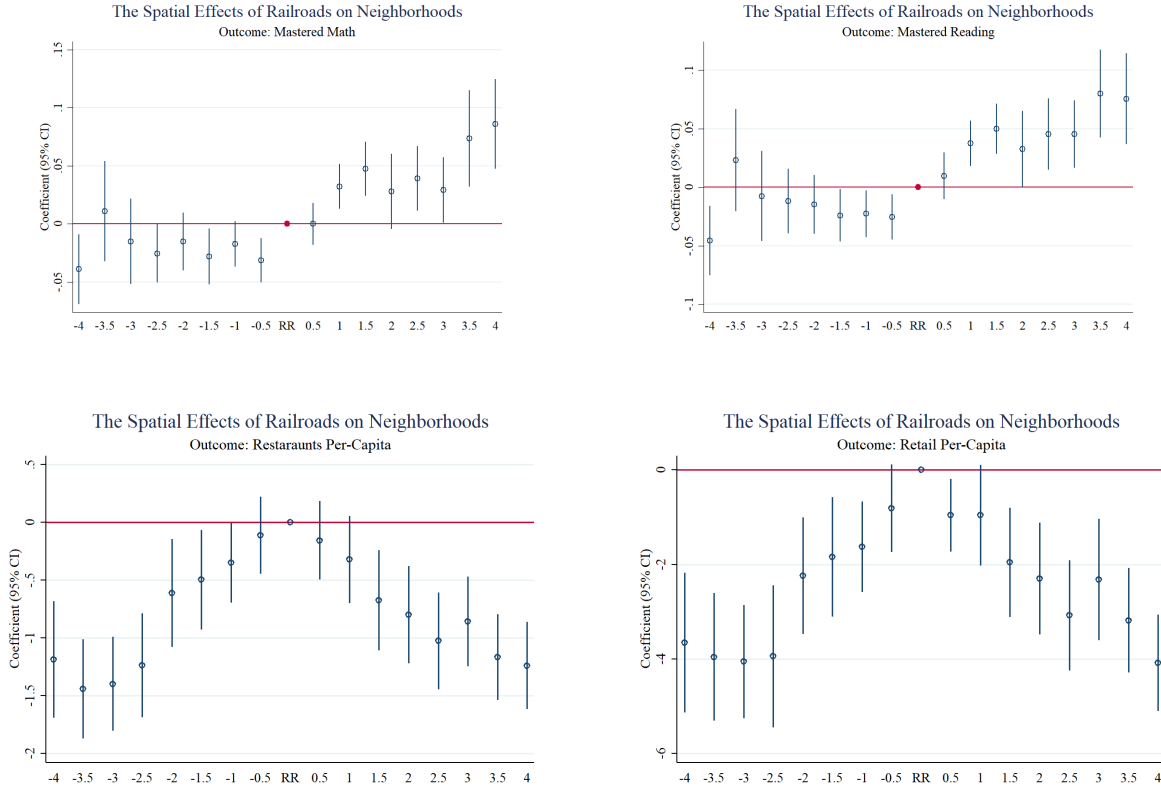 The Spatial Effects of Railroads on Neighborhoods
Outcome: Mastered Math
Coefficient (95% CI)
.15
.1
.05
0
-.05
-4 -3.5 -3 -2.5 -2 -1.5 -1 -0.5 RR 0.5 1 1.5 2 2.5 3 3.5 4
The Spatial Effects of Railroads on Neighborhoods
Outcome: Mastered Reading
Coefficient (95% CI)
.1
.05
0
-.05
-.1
-4 -3.5 -3 -2.5 -2 -1.5 -1 -0.5 RR 0.5 1 1.5 2 2.5 3 3.5 4
The Spatial Effects of Railroads on Neighborhoods
Outcome: Restaraunts Per-Capita
Coefficient (95% CI)
.5
0
-.5
-1
-1.5
-2
-4 -3.5 -3 -2.5 -2 -1.5 -1 -0.5 RR 0.5 1 1.5 2 2.5 3 3.5 4
The Spatial Effects of Railroads on Neighborhoods
Outcome: Retail Per-Capita
Coefficient (95% CI)
0
-2
-4
-6
-4 -3.5 -3 -2.5 -2 -1.5 -1 -0.5 RR 0.5 1 1.5 2 2.5 3 3.5 4